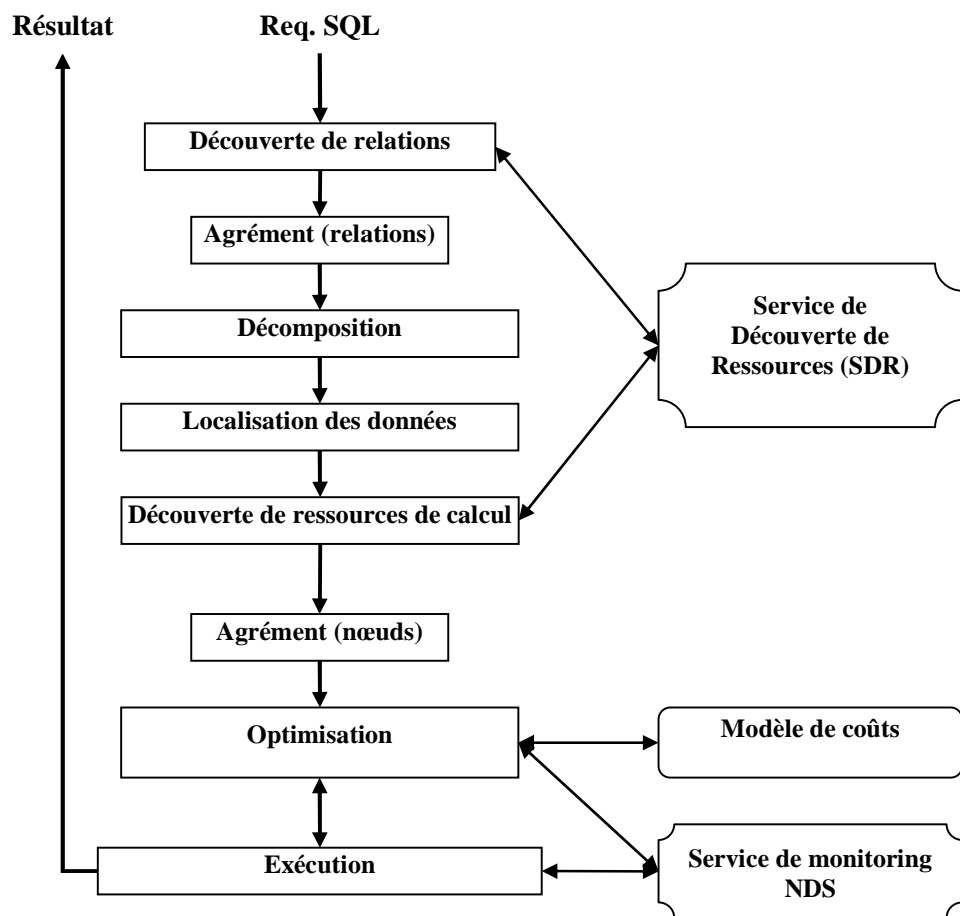 Résultat
Req. SQL
Découverte de relations
Agrément (relations)
Décomposition
Localisation des données
Découverte de ressources de calcul
Agrément (nœuds)
Optimisation
Exécution
Service de
Découverte de
Ressources (SDR)
Modèle de coûts
Service de monitoring
NDS